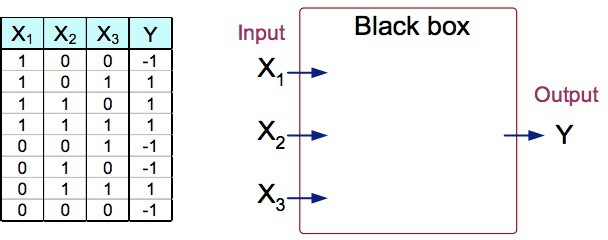 X1 X2 X3 Y
1 0 0 -1
1 0 1 1
1 1 0 1
1 1 1 1
0 0 1 -1
0 1 0 -1
0 1 1 1
0 0 0 -1
Input
Black box
X1
X2
X3
Output
Y